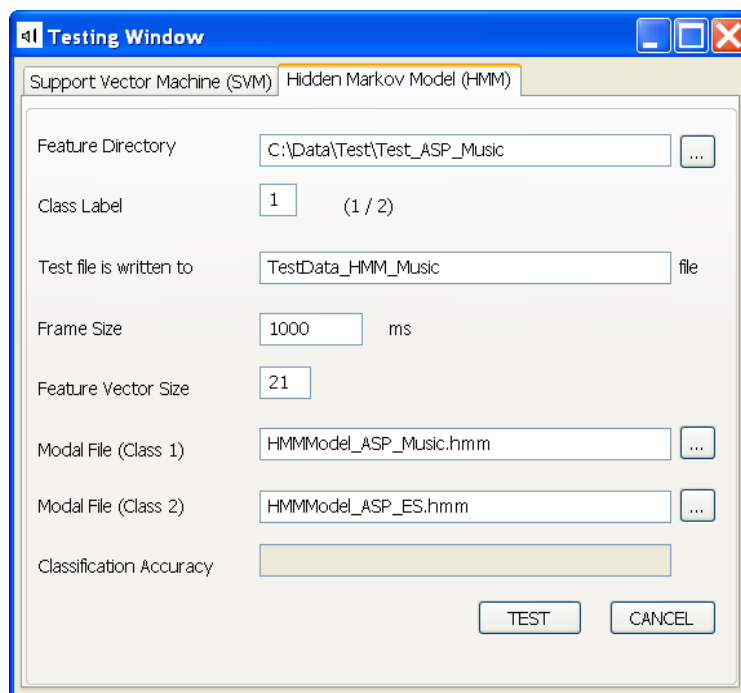 Testing Window
Support Vector Machine (SVM) Hidden Markov Model (HMM)
Feature Directory C:\Data\Test\Test_ASP_Music ...
Class Label 1 (1 / 2)
Test file is written to TestData_HMM_Music file
Frame Size 1000 ms
Feature Vector Size 21
Modal File (Class 1) HMMModel_ASP_Music.hmm ...
Modal File (Class 2) HMMModel_ASP_ES.hmm ...
Classification Accuracy
TEST CANCEL